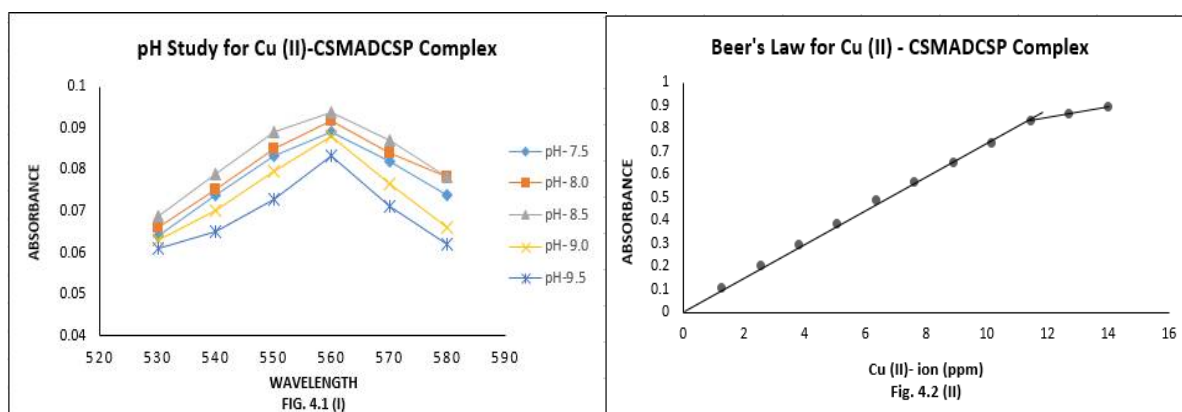 pH Study for Cu (II)-CSMADCSP Complex
0.1
0.09
0.08
0.07
0.06
0.05
0.04
ABSORBANCE
520 530 540 550 560 570 580 590
WAVELENGTH
FIG. 4.1 (I)
pH- 7.5
pH- 8.0
pH- 8.5
pH- 9.0
pH-9.5
Beer's Law for Cu (II) - CSMADCSP Complex
1
0.9
0.8
0.7
0.6
0.5
0.4
0.3
0.2
0.1
0
ABSORBANCE
0 2 4 6 8 10 12 14 16
Cu (II)- ion (ppm)
Fig. 4.2 (II)